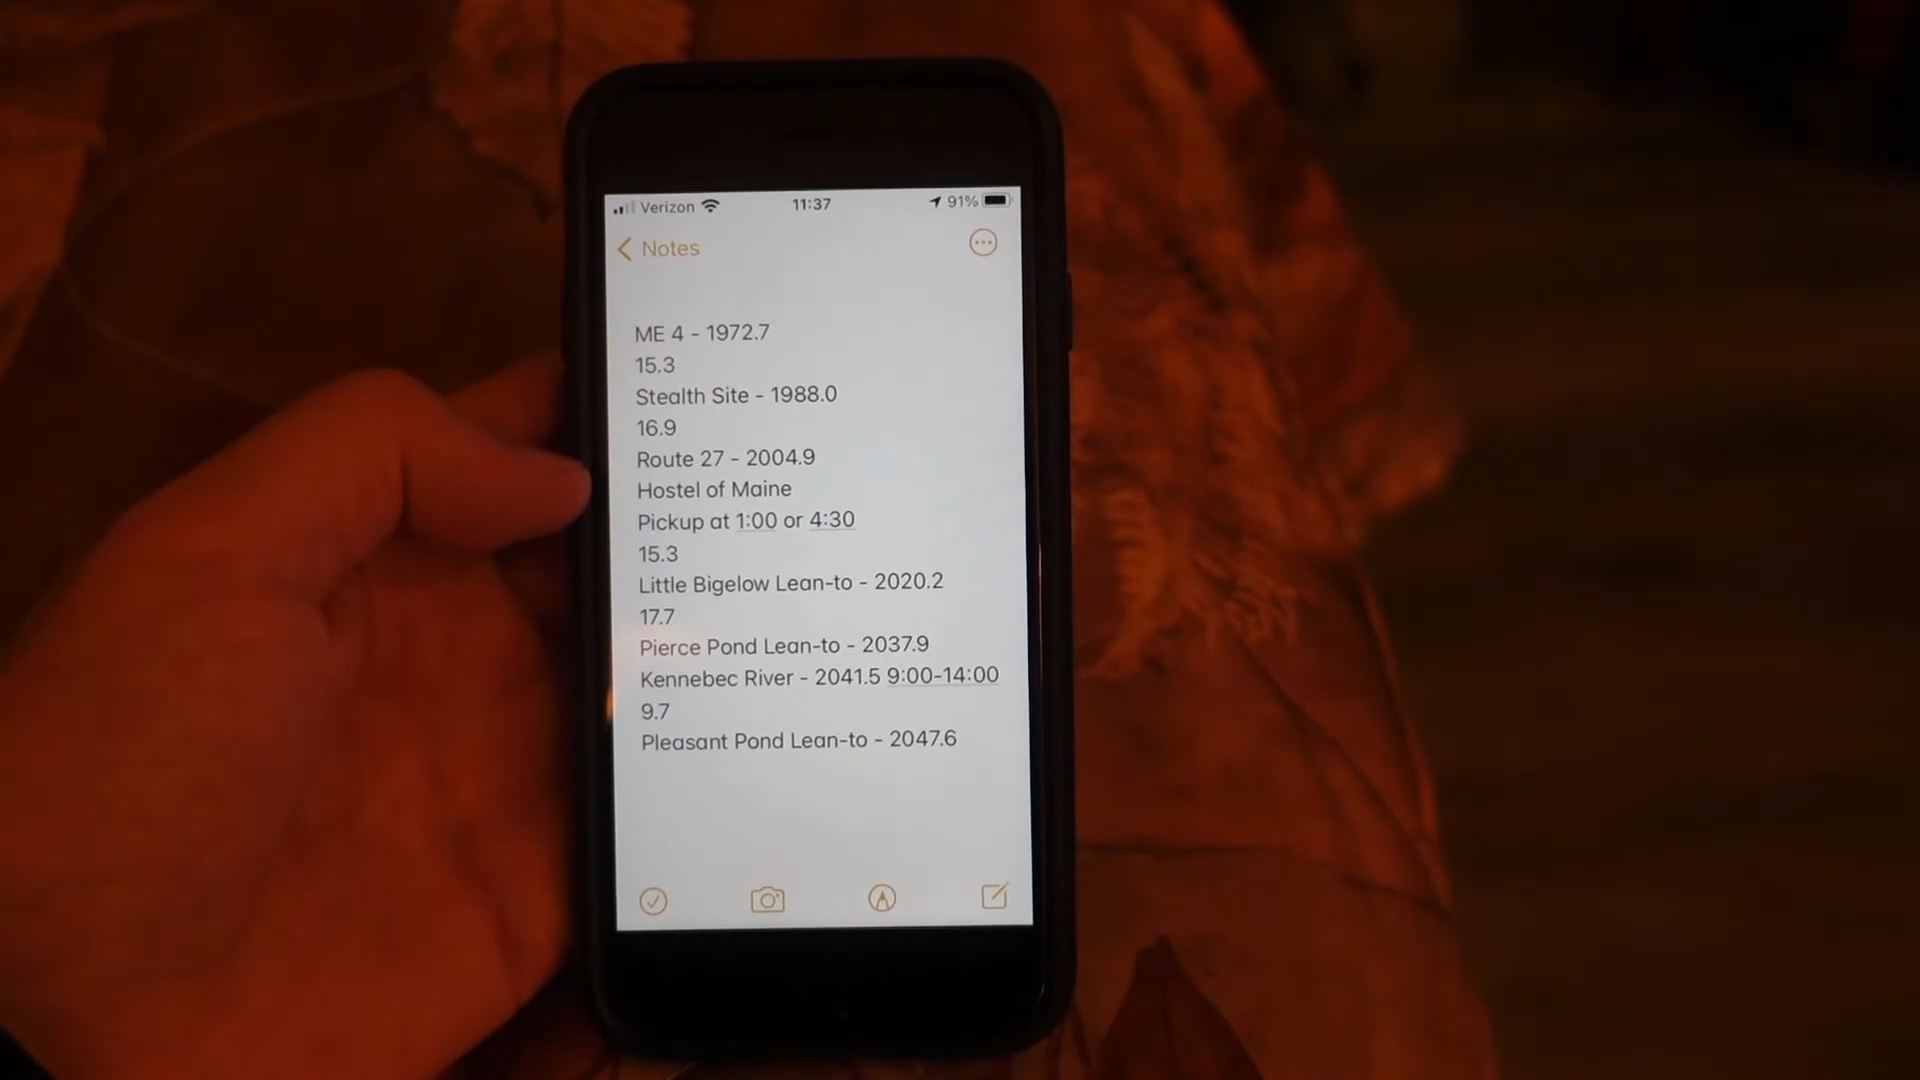 Verizon 11:37 91%
Notes
ME 4 - 1972.7
15.3
Stealth Site - 1988.0
16.9
Route 27 - 2004.9
Hostel of Maine
Pickup at 1:00 or 4:30
15.3
Little Bigelow Lean-to - 2020.2
17.7
Pierce Pond Lean-to - 2037.9
Kennebec River - 2041.5 9:00-14:00
9.7
Pleasant Pond Lean-to - 2047.6